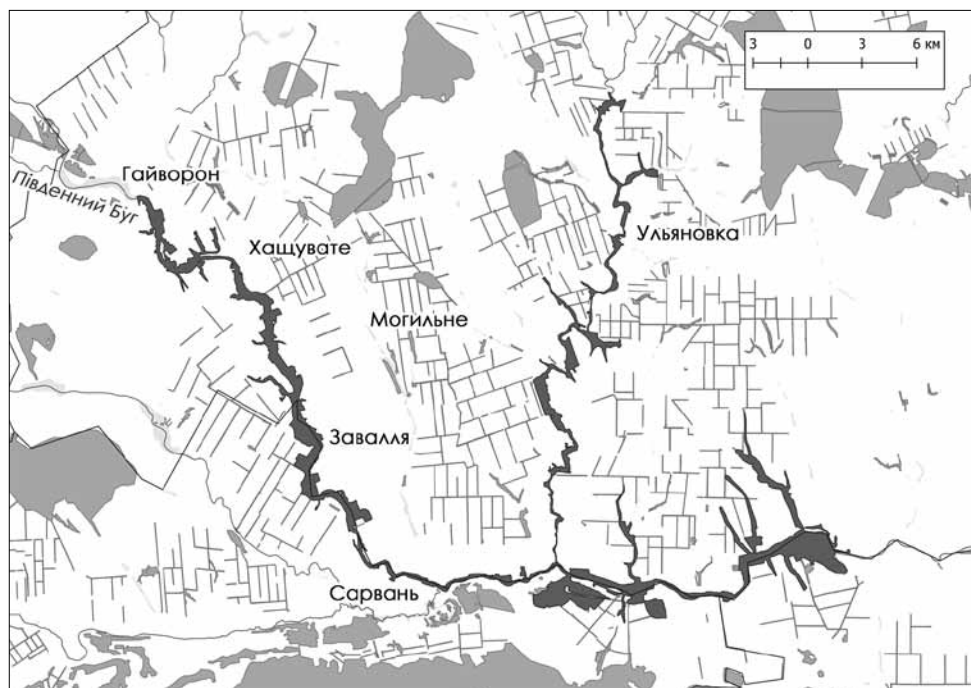 3 0 3 6 км
Гайворон
Південний Буг
Хащувате
Ульяновка
Могильне
Завалля
Сарвань